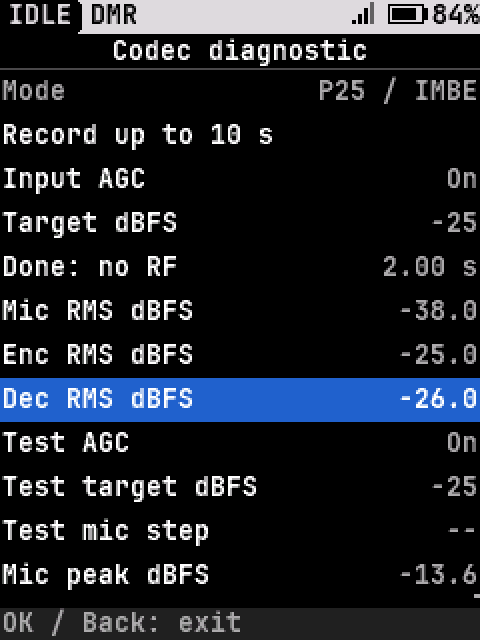 IDLE DMR 84%
Codec diagnostic
Mode P25 / IMBE
Record up to 10 s
Input AGC On
Target dBFS -25
Done: no RF 2.00 s
Mic RMS dBFS -38.0
Enc RMS dBFS -25.0
Dec RMS dBFS -26.0
Test AGC On
Test target dBFS -25
Test mic step --
Mic peak dBFS -13.6
OK / Back: exit